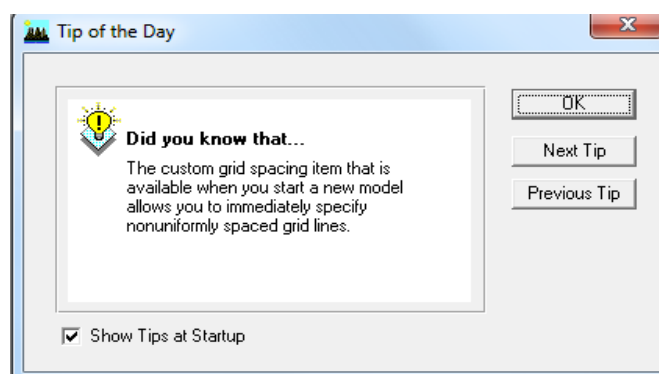 Tip of the Day
Did you know that...
The custom grid spacing item that is
available when you start a new model
allows you to immediately specify
nonuniformly spaced grid lines.
OK
Next Tip
Previous Tip
Show Tips at Startup